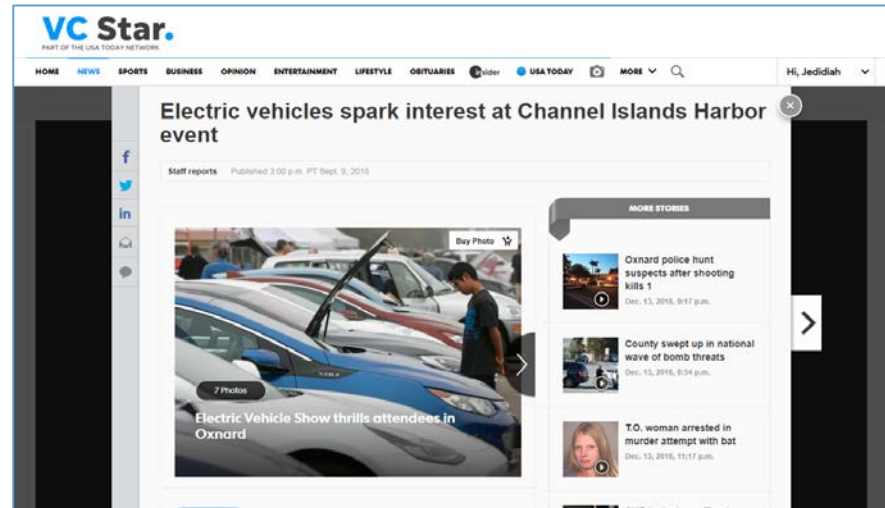 VC Star.
PART OF THE USA TODAY NETWORK
HOME NEWS SPORTS BUSINESS OPINION ENTERTAINMENT LIFESTYLE OBITUARIES Insider USA TODAY MORE Hi, Jedidiah
Electric vehicles spark interest at Channel Islands Harbor
event
Staff reports Published 3:00 p.m. PT Sept. 9, 2018
Buy Photo
7 Photos
Electric Vehicle Show thrills attendees in
Oxnard
MORE STORIES
Oxnard police hunt
suspects after shooting
kills 1
Dec. 13, 2018, 9:17 p.m.
County swept up in national
wave of bomb threats
Dec. 13, 2018, 8:34 p.m.
T.O. woman arrested in
murder attempt with bat
Dec. 13, 2018, 11:17 p.m.